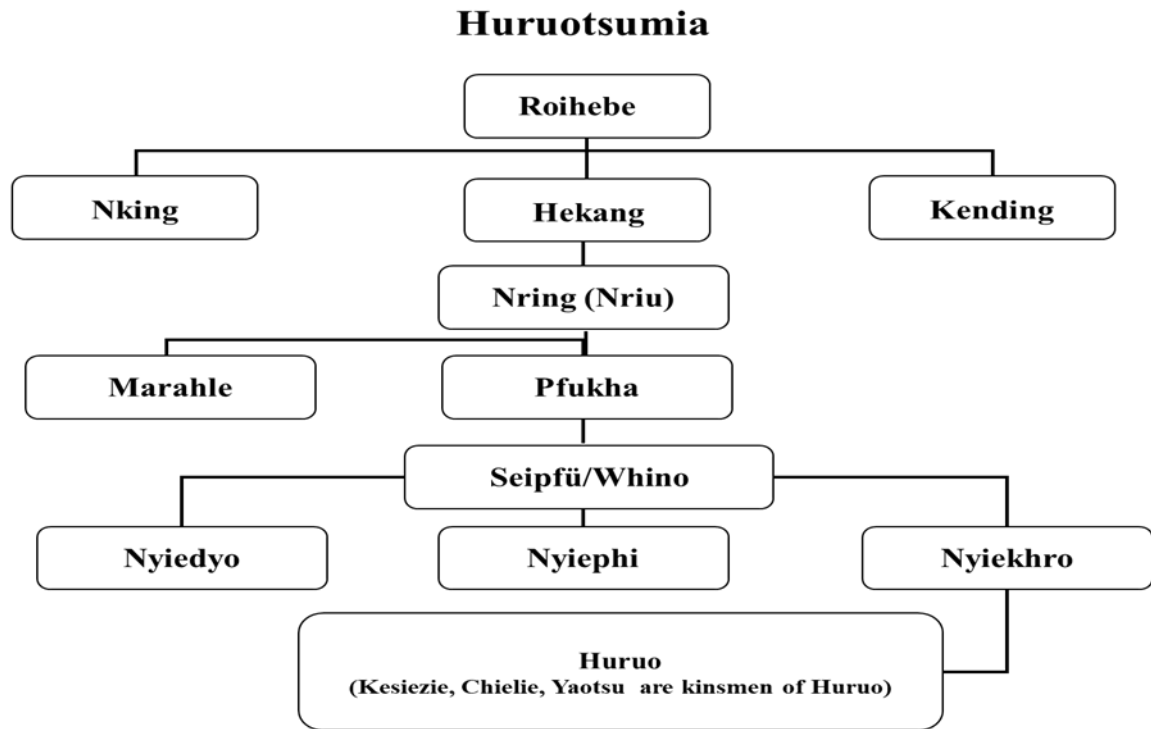 Huruotsumia
Roihebe
Nking
Hekang
Kending
Nring (Nriu)
Marahle
Pfukha
Seipfü/Whino
Nyiedyo
Nyiephi
Nyiekhro
Huruo
(Kesiezie, Chielie, Yaotsu are kinsmen of Huruo)